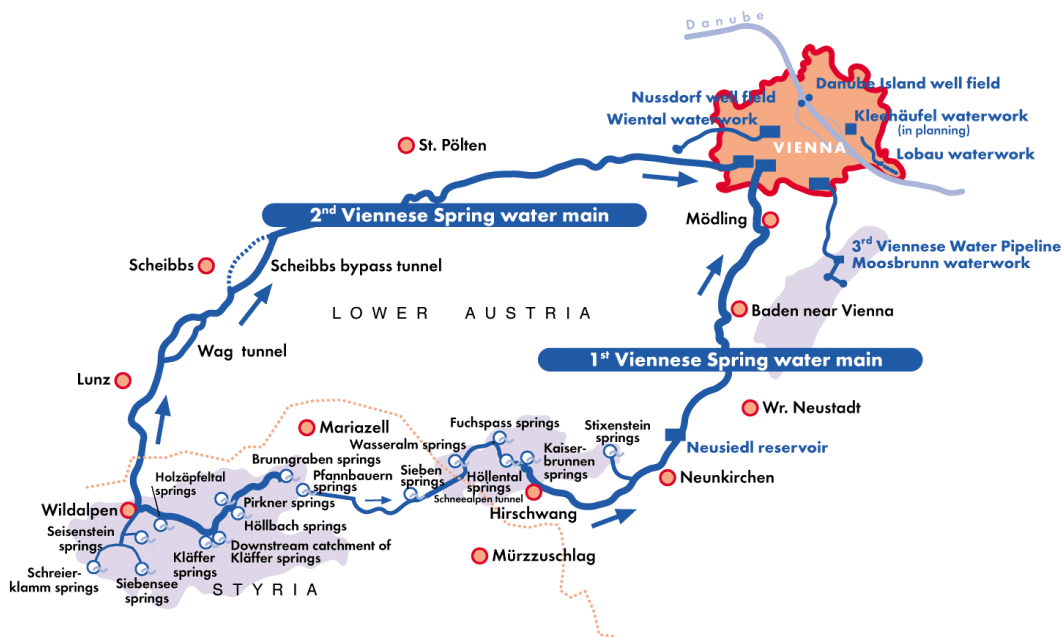 Danube
Danube Island well field
Nussdorf well field
Wiental waterwork
Kleehäufel waterwork
(in planning)
VIENNA
Lobau waterwork
St. Pölten
2nd Viennese Spring water main
Mödling
3rd Viennese Water Pipeline
Moosbrunn waterwork
Scheibbs
Scheibbs bypass tunnel
LOWER AUSTRIA
Baden near Vienna
Wag tunnel
1st Viennese Spring water main
Lunz
Wr. Neustadt
Mariazell
Fuchspass springs
Stixenstein
springs
Wasseralm springs
Neusiedl reservoir
Brunngraben springs
Kaiser-
brunnen
springs
Holzäpfeltal
springs
Pfannbauern
springs
Sieben
springs
Höllental
springs
Schneealpen tunnel
Neunkirchen
Pirkner springs
Hirschwang
Wildalpen
Höllbach springs
Seisenstein
springs
Downstream catchment of
Kläffer springs
Kläffer
springs
Mürzzuschlag
Schreier-
klamm springs
Siebensee
springs
STYRIA